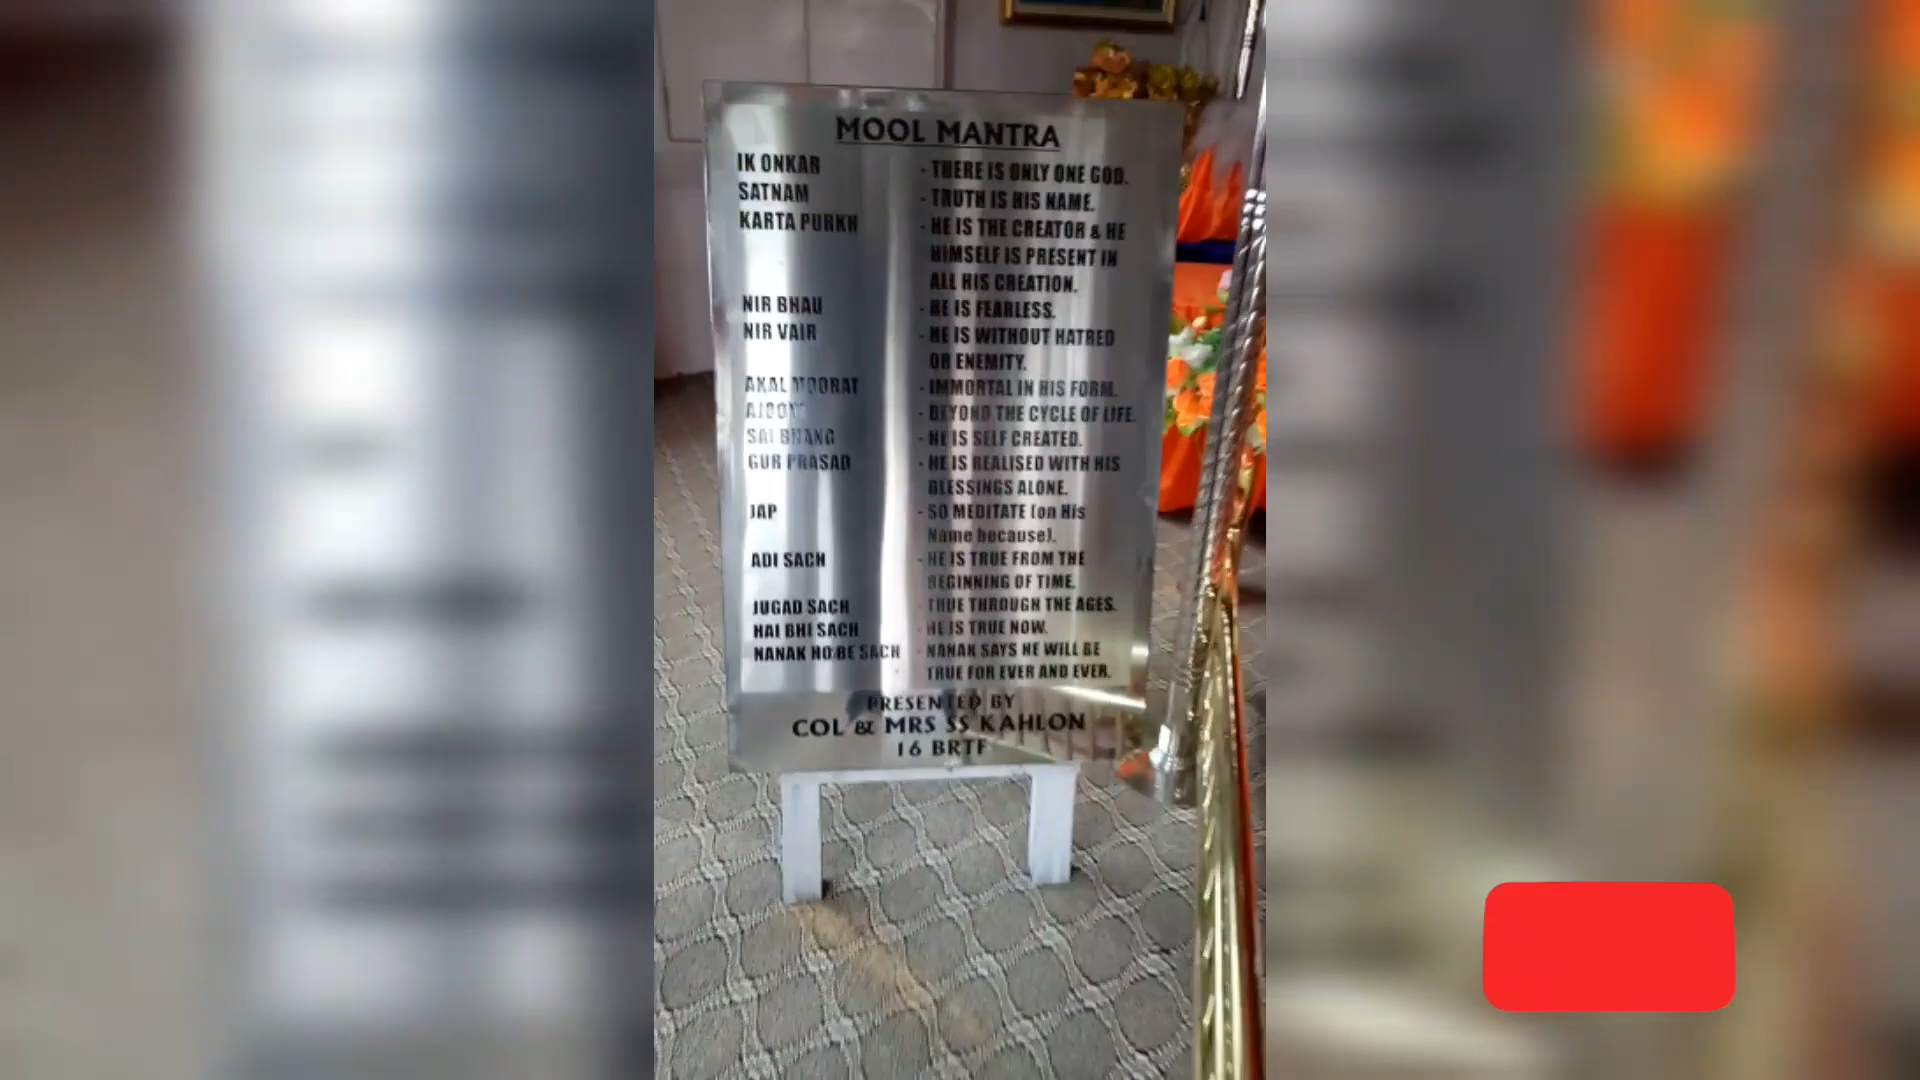 MOOL MANTRA
IK ONKAR - THERE IS ONLY ONE GOD.
SATNAM - TRUTH IS HIS NAME.
KARTA PURKH - HE IS THE CREATOR & HE
HIMSELF IS PRESENT IN
ALL HIS CREATION.
NIR BHAU - HE IS FEARLESS.
NIR VAIR - HE IS WITHOUT HATRED
OR ENEMITY.
AKAL MOORAT - IMMORTAL IN HIS FORM.
- BEYOND THE CYCLE OF LIFE.
SAI BHANG - HE IS SELF CREATED.
GUR PRASAD - HE IS REALISED WITH HIS
BLESSINGS ALONE.
JAP - SO MEDITATE (on His
Name because).
ADI SACH - HE IS TRUE FROM THE
BEGINNING OF TIME.
JUGAD SACH - TRUE THROUGH THE AGES.
HAI BHI SACH - HE IS TRUE NOW.
NANAK HO BE SACH - NANAK SAYS HE WILL BE
TRUE FOR EVER AND EVER.
PRESENTED BY
COL & MRS SS KAHLON
16 BRTF